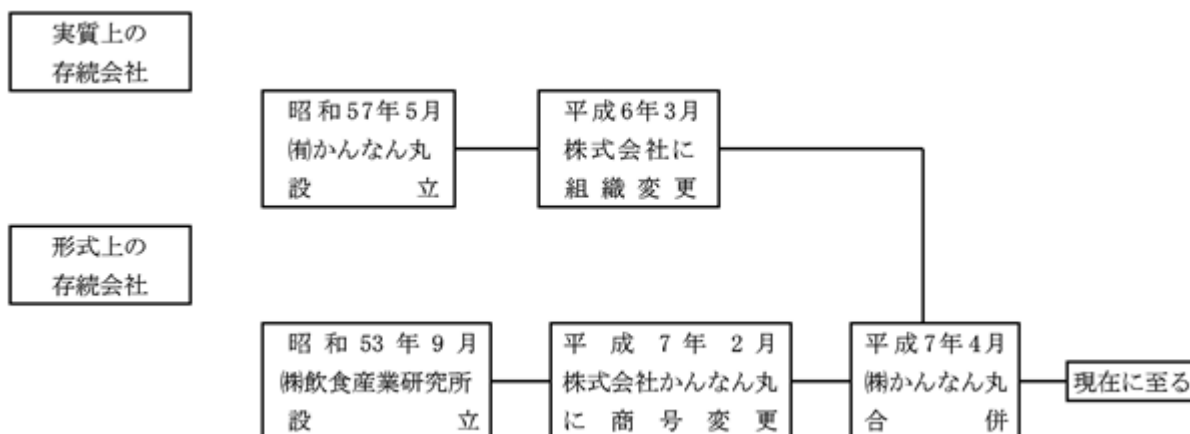 実質上の
存続会社
昭和57年5月
㈲かんなん丸
設立
平成6年3月
株式会社に
組織変更
形式上の
存続会社
昭和53年9月
㈱飲食産業研究所
設立
平成7年2月
株式会社かんなん丸
に商号変更
平成7年4月
㈱かんなん丸
合併
現在に至る